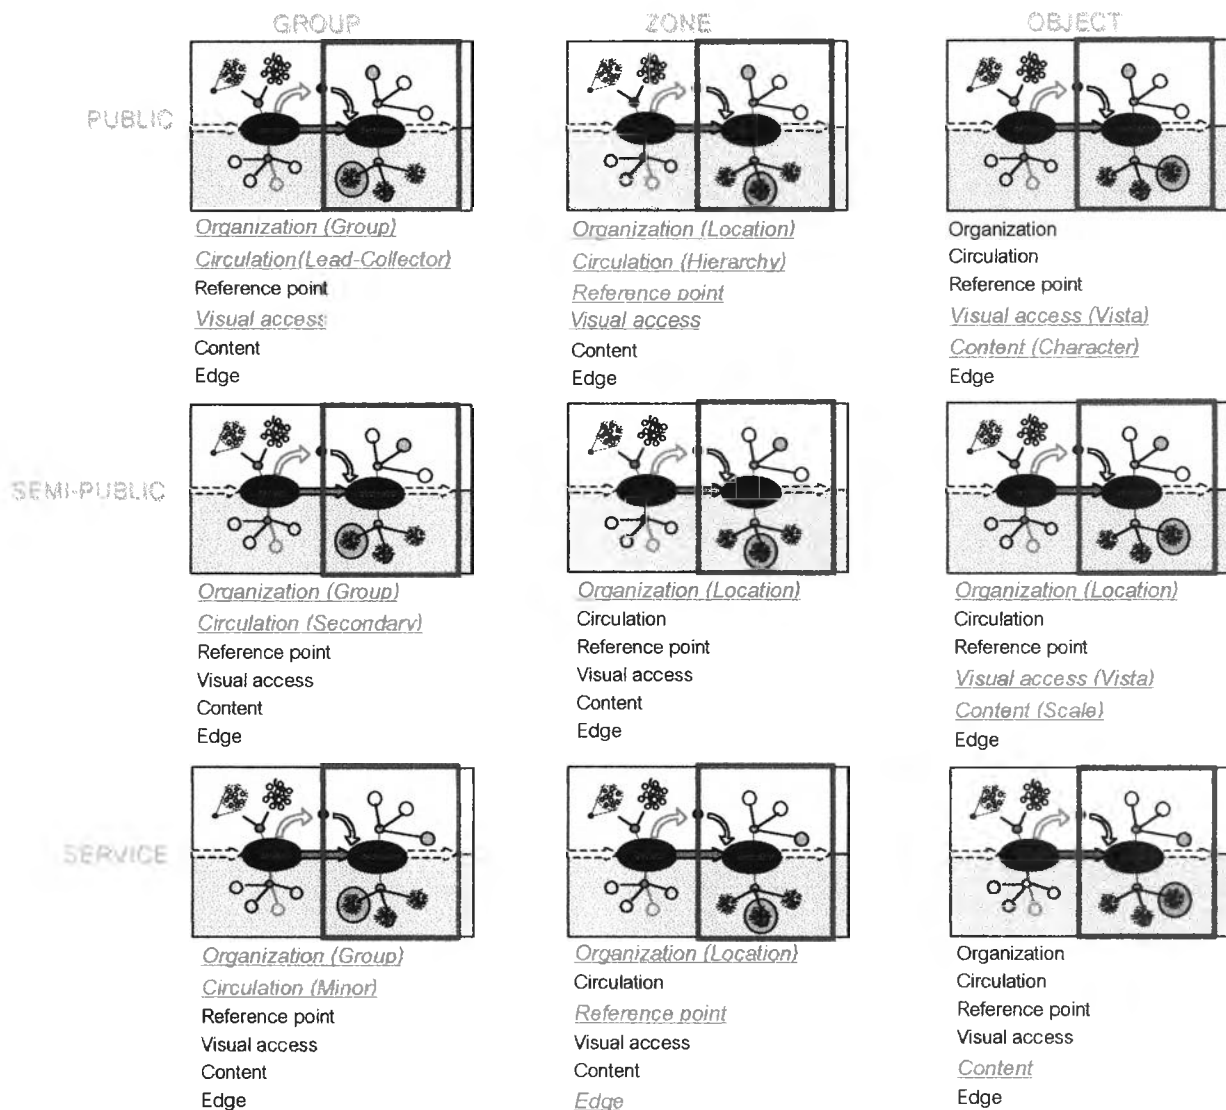 GROUP
ZONE
OBJECT
PUBLIC
Organization (Group)
Circulation(Lead-Collector)
Reference point
Visual access
Content
Edge
Organization (Location)
Circulation (Hierarchy)
Reference point
Visual access
Content
Edge
Organization
Circulation
Reference point
Visual access (Vista)
Content (Character)
Edge
SEMI-PUBLIC
Organization (Group)
Circulation (Secondary)
Reference point
Visual access
Content
Edge
Organization (Location)
Circulation
Reference point
Visual access
Content
Edge
Organization (Location)
Circulation
Reference point
Visual access (Vista)
Content (Scale)
Edge
SERVICE
Organization (Group)
Circulation (Minor)
Reference point
Visual access
Content
Edge
Organization (Location)
Circulation
Reference point
Visual access
Content
Edge
Organization
Circulation
Reference point
Visual access
Content
Edge